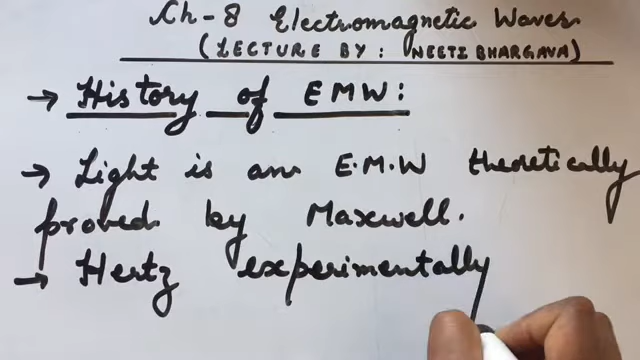 Ch-8 Electromagnetic Waves
(LECTURE BY: NEETI BHARGAVA)
→ History of EMW:
→ Light is an E.M.W theoretically
proved by Maxwell.
→ Hertz experimentally